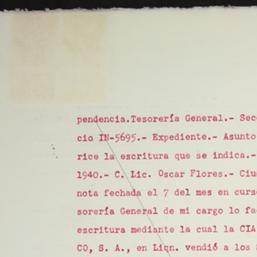 pendencia.Tesorería General.- Sec
cio IN-5695.- Expediente.- Asunto
rice la escritura que se indica.-
1940.- C. Lic. Oscar Flores.- Ciu
nota fechada el 7 del mes en curs
sorería General de mi cargo lo fa
escritura mediante la cual la CIA
CO, S. A., en Liqn. vendió a los